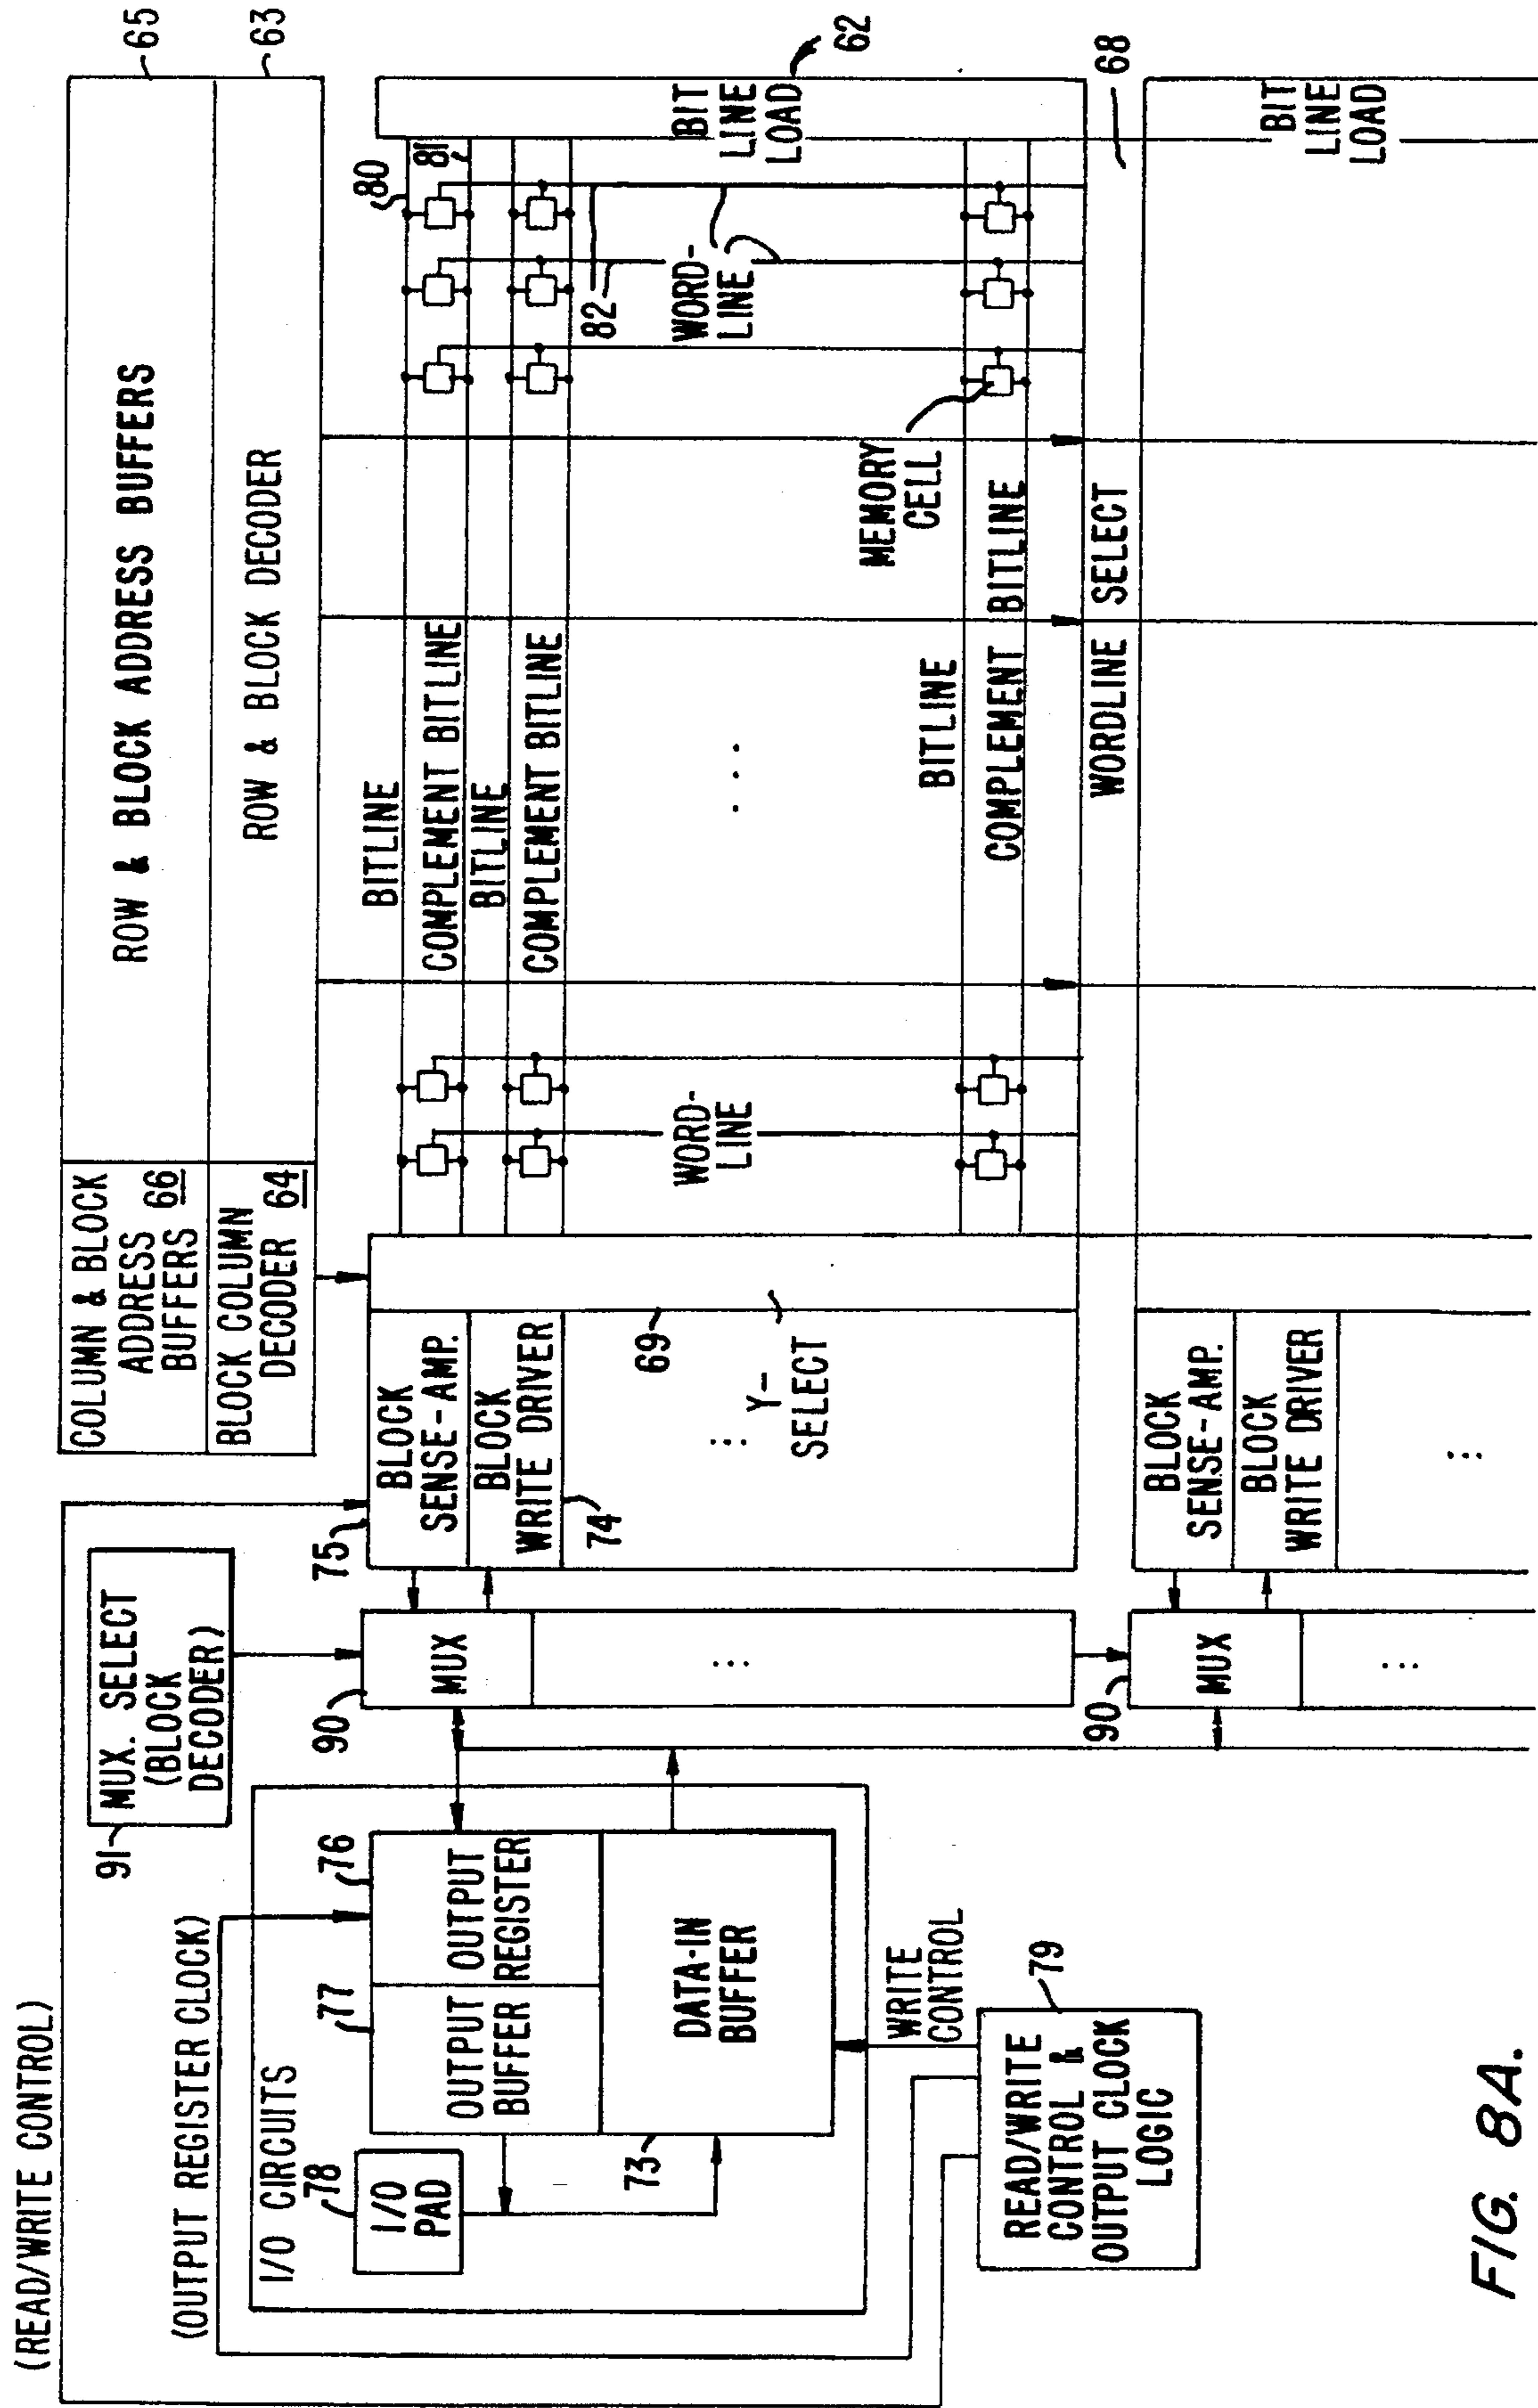 (READ/WRITE CONTROL)
(OUTPUT REGISTER CLOCK)
I/O CIRCUITS
78
I/O
PAD
77
76
OUTPUT
BUFFER
OUTPUT
REGISTER
73
DATA-IN
BUFFER
WRITE
CONTROL
79
READ/WRITE
CONTROL &
OUTPUT CLOCK
LOGIC
91
MUX. SELECT
(BLOCK
DECODER)
90
MUX
...
90
MUX
...
75
BLOCK
SENSE-AMP.
BLOCK
WRITE DRIVER
74
...
69
Y-
SELECT
BLOCK
SENSE-AMP.
BLOCK
WRITE DRIVER
...
COLUMN & BLOCK
ADDRESS
BUFFERS 66
BLOCK COLUMN
DECODER 64
ROW & BLOCK ADDRESS BUFFERS
65
ROW & BLOCK DECODER
63
BITLINE
COMPLEMENT BITLINE
BITLINE
COMPLEMENT BITLINE
80
81
82
WORD-
LINE
WORD-
LINE
...
MEMORY
CELL
BITLINE
COMPLEMENT BITLINE
WORDLINE SELECT
BIT
LINE
LOAD
62
68
BIT
LINE
LOAD
FIG. 8A.